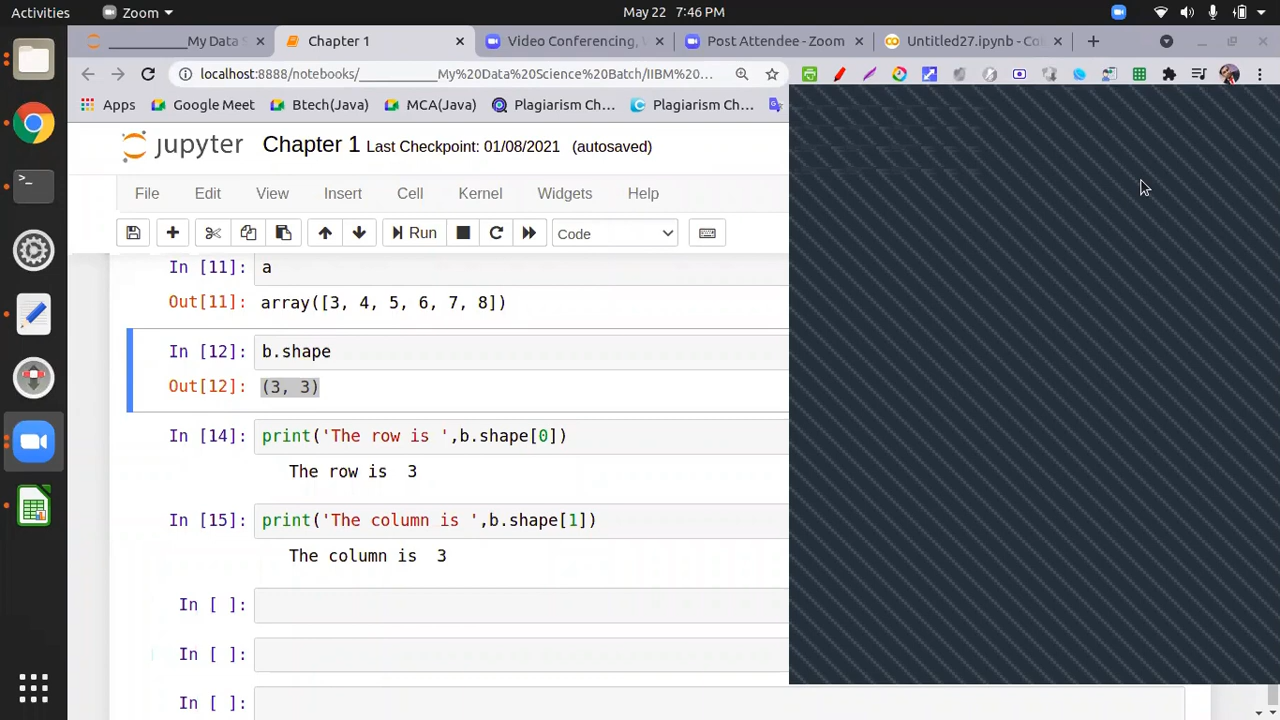 Activities
Zoom
May 22 7:46 PM
_________My Data S
Chapter 1
Video Conferencing, W
Post Attendee - Zoom
Untitled27.ipynb - Col
localhost:8888/notebooks/_________My%20Data%20Science%20Batch/IIBM%20...
Apps
Google Meet
Btech(Java)
MCA(Java)
Plagiarism Ch...
Plagiarism Ch...
jupyter
Chapter 1 Last Checkpoint: 01/08/2021 (autosaved)
File
Edit
View
Insert
Cell
Kernel
Widgets
Help
Run
Code
In [11]: a
Out[11]: array([3, 4, 5, 6, 7, 8])
In [12]: b.shape
Out[12]: (3, 3)
In [14]: print('The row is ',b.shape[0])
The row is  3
In [15]: print('The column is ',b.shape[1])
The column is  3
In [ ]:
In [ ]:
In [ ]: